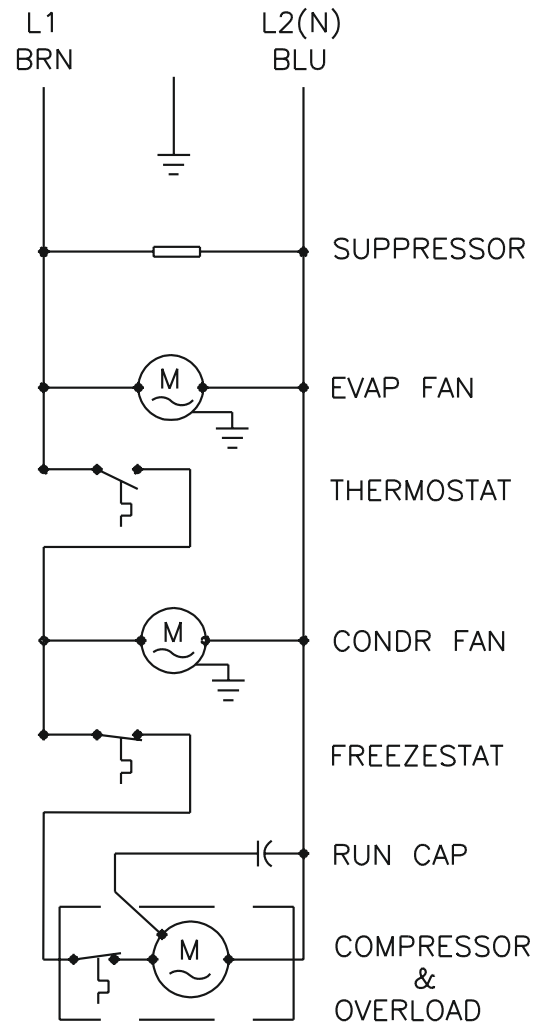 L1 L2(N)
BRN BLU
SUPPRESSOR
M EVAP FAN
THERMOSTAT
M CONDR FAN
FREEZESTAT
RUN CAP
M COMPRESSOR
&
OVERLOAD